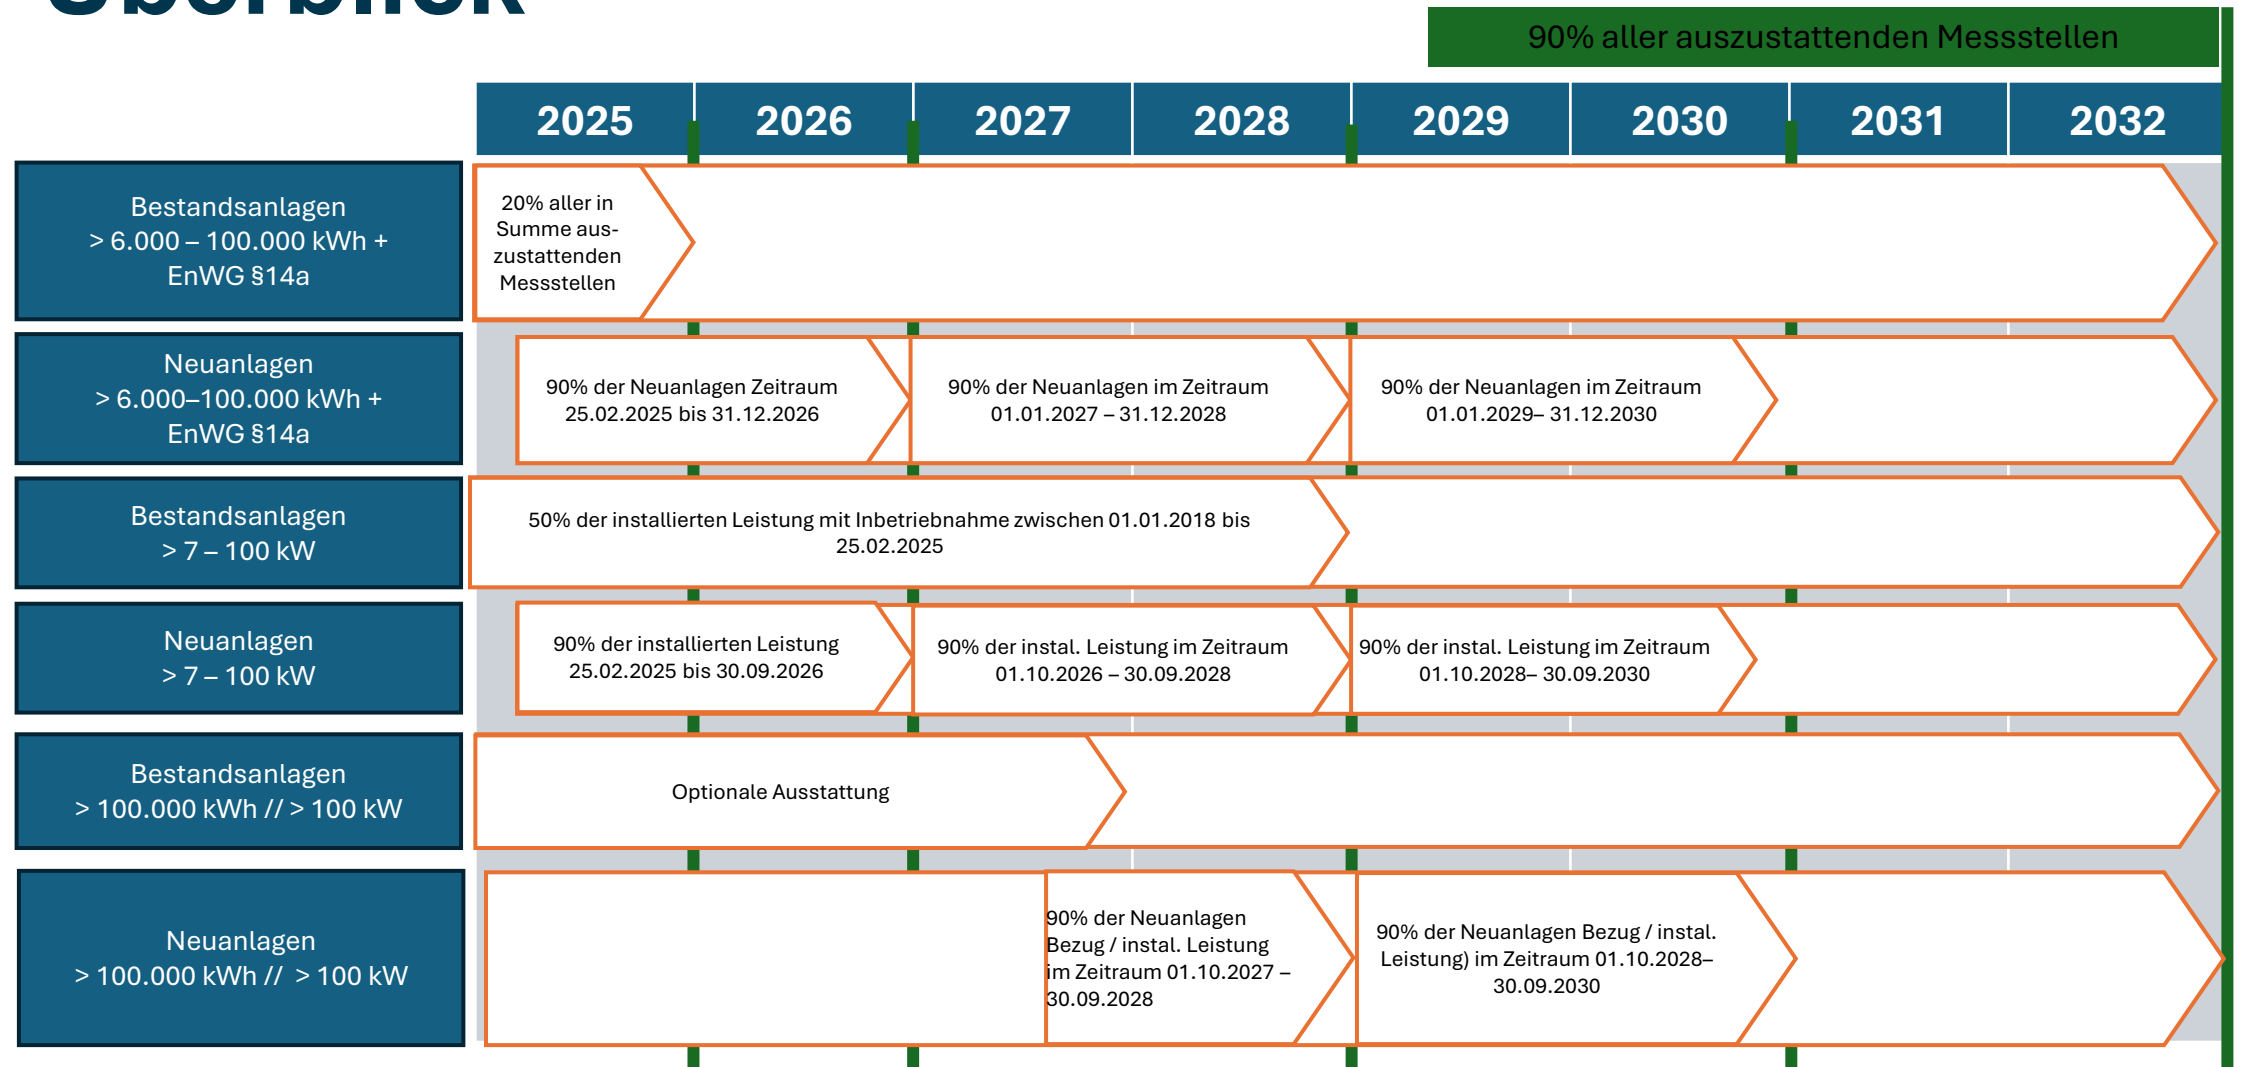 Überblick
90% aller auszustattenden Messstellen
2025 2026 2027 2028 2029 2030 2031 2032
Bestandsanlagen
> 6.000 – 100.000 kWh +
EnWG §14a
20% aller in
Summe aus-
zustattenden
Messstellen
Neuanlagen
> 6.000–100.000 kWh +
EnWG §14a
90% der Neuanlagen Zeitraum
25.02.2025 bis 31.12.2026
90% der Neuanlagen im Zeitraum
01.01.2027 – 31.12.2028
90% der Neuanlagen im Zeitraum
01.01.2029– 31.12.2030
Bestandsanlagen
> 7 – 100 kW
50% der installierten Leistung mit Inbetriebnahme zwischen 01.01.2018 bis
25.02.2025
Neuanlagen
> 7 – 100 kW
90% der installierten Leistung
25.02.2025 bis 30.09.2026
90% der instal. Leistung im Zeitraum
01.10.2026 – 30.09.2028
90% der instal. Leistung im Zeitraum
01.10.2028– 30.09.2030
Bestandsanlagen
> 100.000 kWh // > 100 kW
Optionale Ausstattung
Neuanlagen
> 100.000 kWh // > 100 kW
90% der Neuanlagen
Bezug / instal. Leistung
im Zeitraum 01.10.2027 –
30.09.2028
90% der Neuanlagen Bezug / instal.
Leistung) im Zeitraum 01.10.2028–
30.09.2030